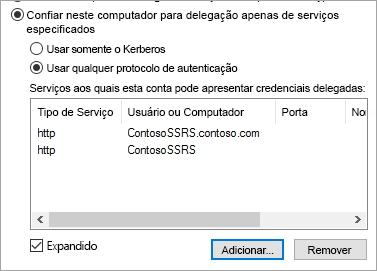 Confiar neste computador para delegação apenas de serviços
especificados
Usar somente o Kerberos
Usar qualquer protocolo de autenticação
Serviços aos quais esta conta pode apresentar credenciais delegadas:
Tipo de Serviço Usuário ou Computador Porta
http ContosoSSRS.contoso.com
http ContosoSSRS
Expandido Adicionar... Remover